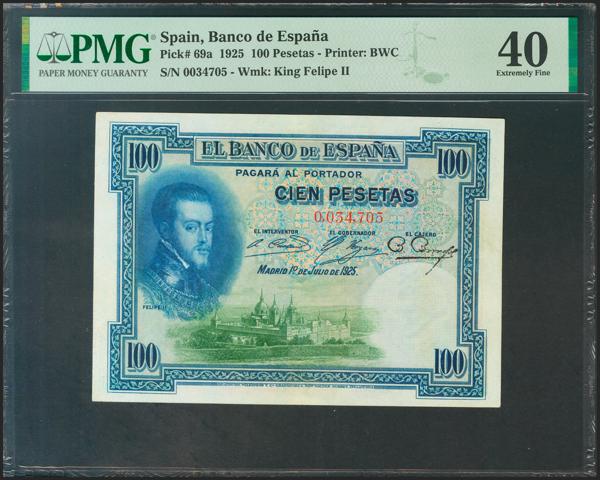 PMG
PAPER MONEY GUARANTY
Spain, Banco de España
Pick# 69a 1925 100 Pesetas - Printer: BWC
S/N 0034705 - Wmk: King Felipe II
40
Extremely Fine
100
EL BANCO DE ESPAÑA
100
PAGARÁ AL PORTADOR
CIEN PESETAS
0,034,705
EL INTERVENTOR
EL GOBERNADOR
EL CAJERO
MADRID 1º DE JULIO DE 1925.
FELIPE II
100
100